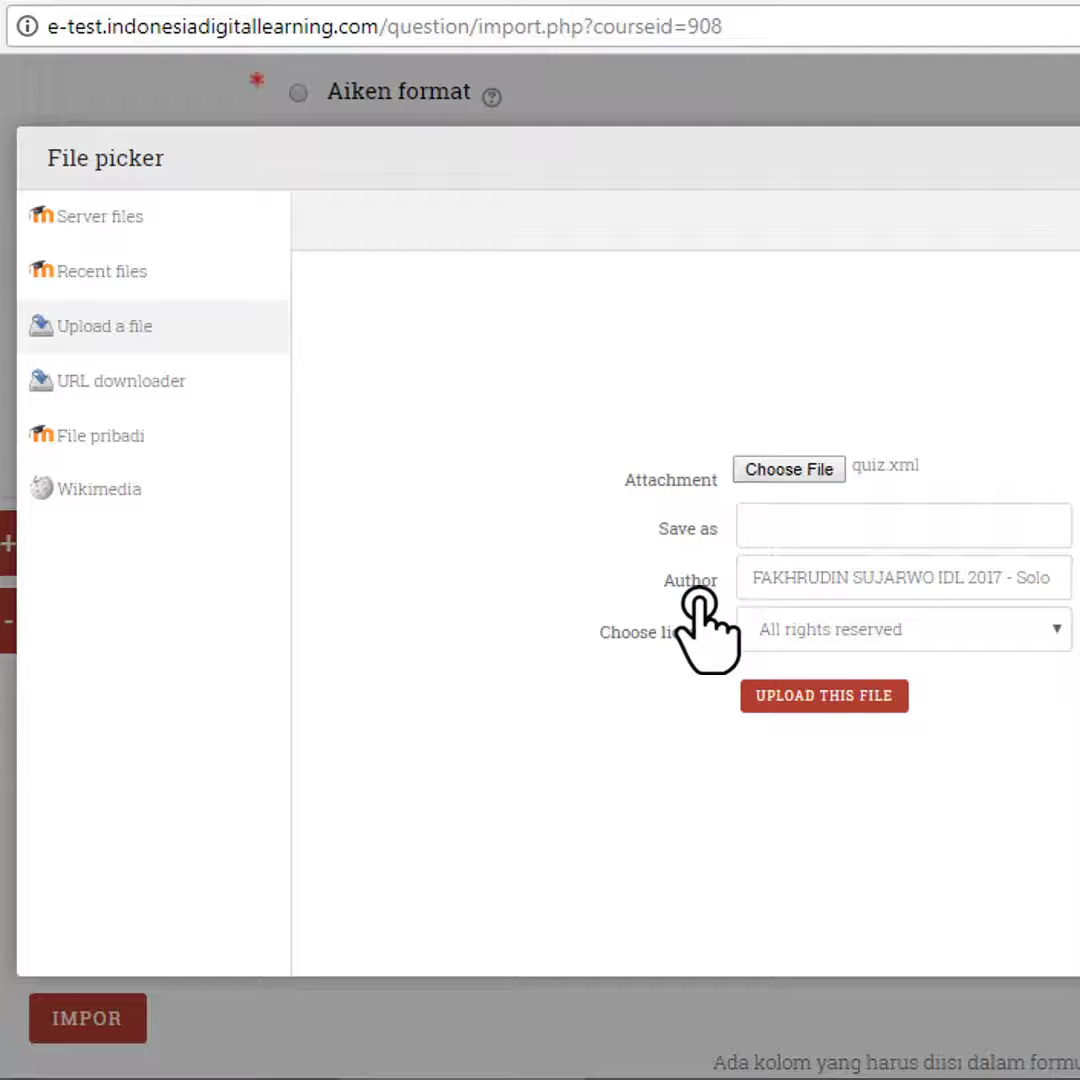 e-test.indonesiadigitallearning.com/question/import.php?courseid=908
* Aiken format ?
File picker
Server files
Recent files
Upload a file
URL downloader
File pribadi
Wikimedia
Attachment Choose File quiz.xml
Save as
Author FAKHRUDIN SUJARWO IDL 2017 - Solo
Choose All rights reserved
UPLOAD THIS FILE
+
-
IMPOR
Ada kolom yang harus diisi dalam